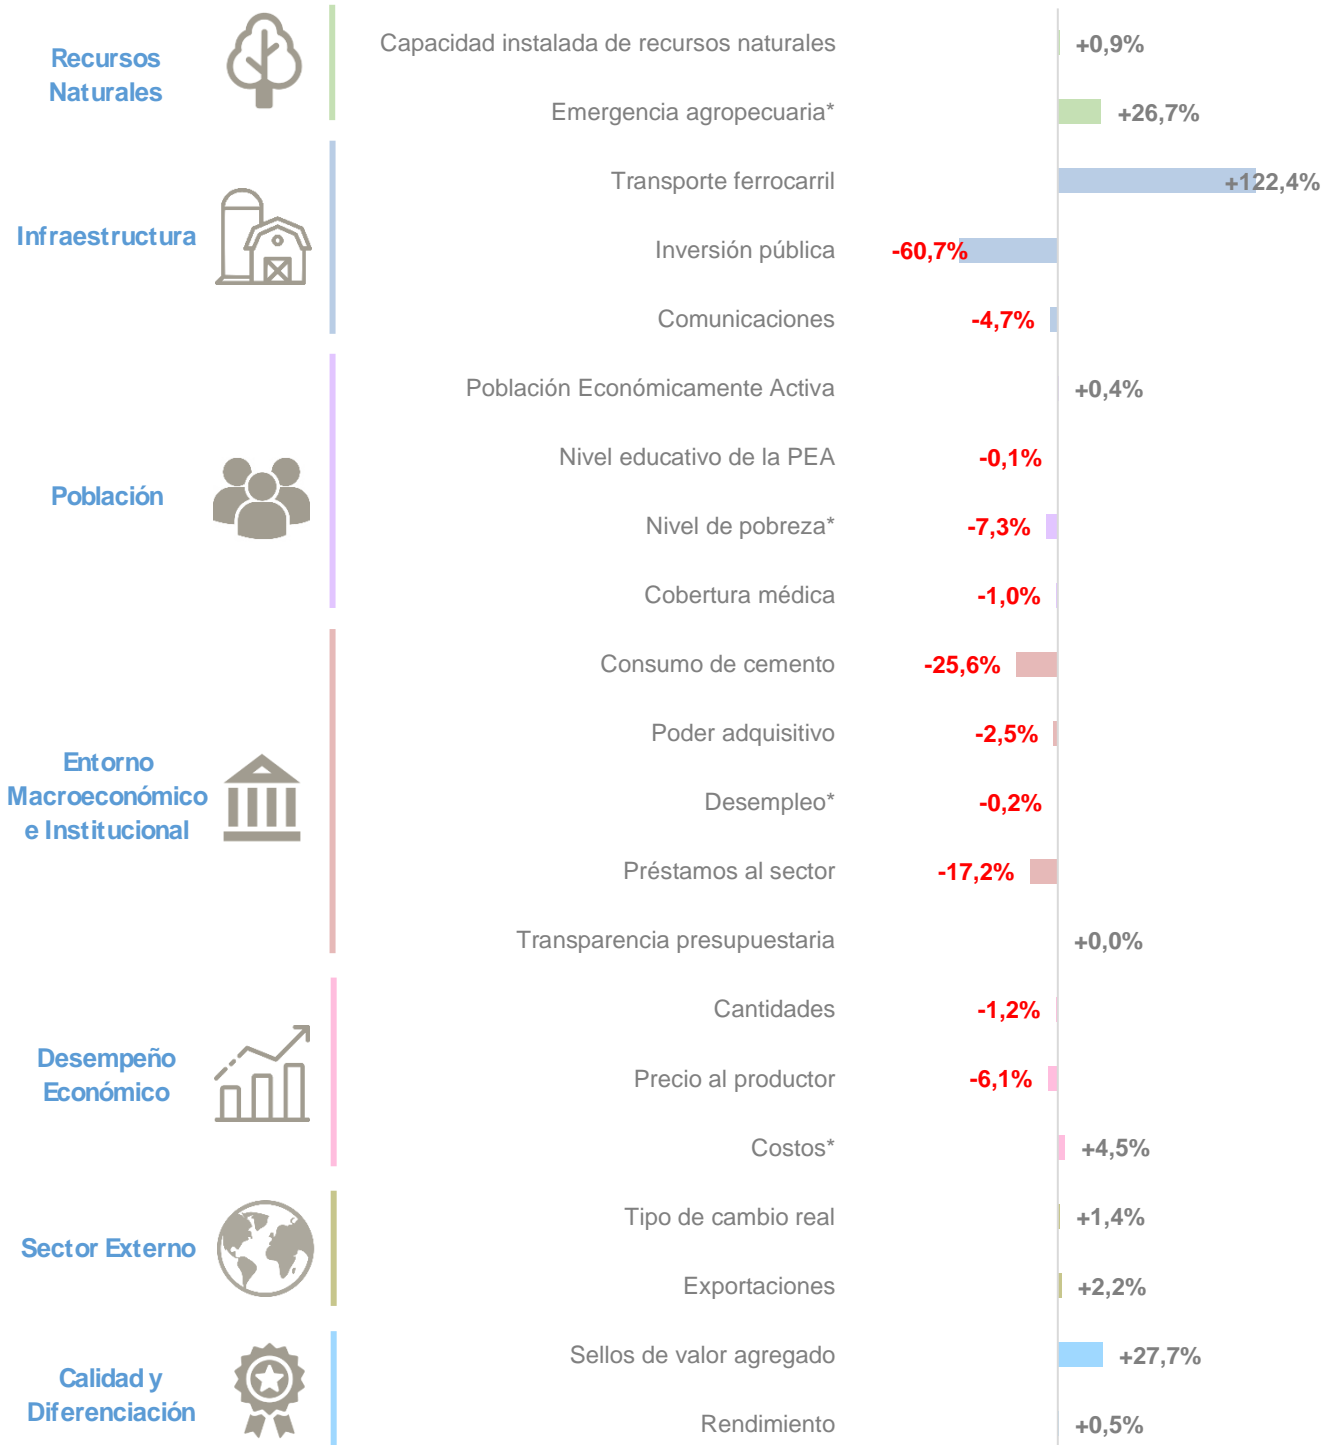 Recursos
Naturales
Capacidad instalada de recursos naturales +0,9%
Emergencia agropecuaria* +26,7%
Infraestructura
Transporte ferrocarril +122,4%
Inversión pública -60,7%
Comunicaciones -4,7%
Población
Población Económicamente Activa +0,4%
Nivel educativo de la PEA -0,1%
Nivel de pobreza* -7,3%
Cobertura médica -1,0%
Entorno
Macroeconómico
e Institucional
Consumo de cemento -25,6%
Poder adquisitivo -2,5%
Desempleo* -0,2%
Préstamos al sector -17,2%
Transparencia presupuestaria +0,0%
Desempeño
Económico
Cantidades -1,2%
Precio al productor -6,1%
Costos* +4,5%
Sector Externo
Tipo de cambio real +1,4%
Exportaciones +2,2%
Calidad y
Diferenciación
Sellos de valor agregado +27,7%
Rendimiento +0,5%